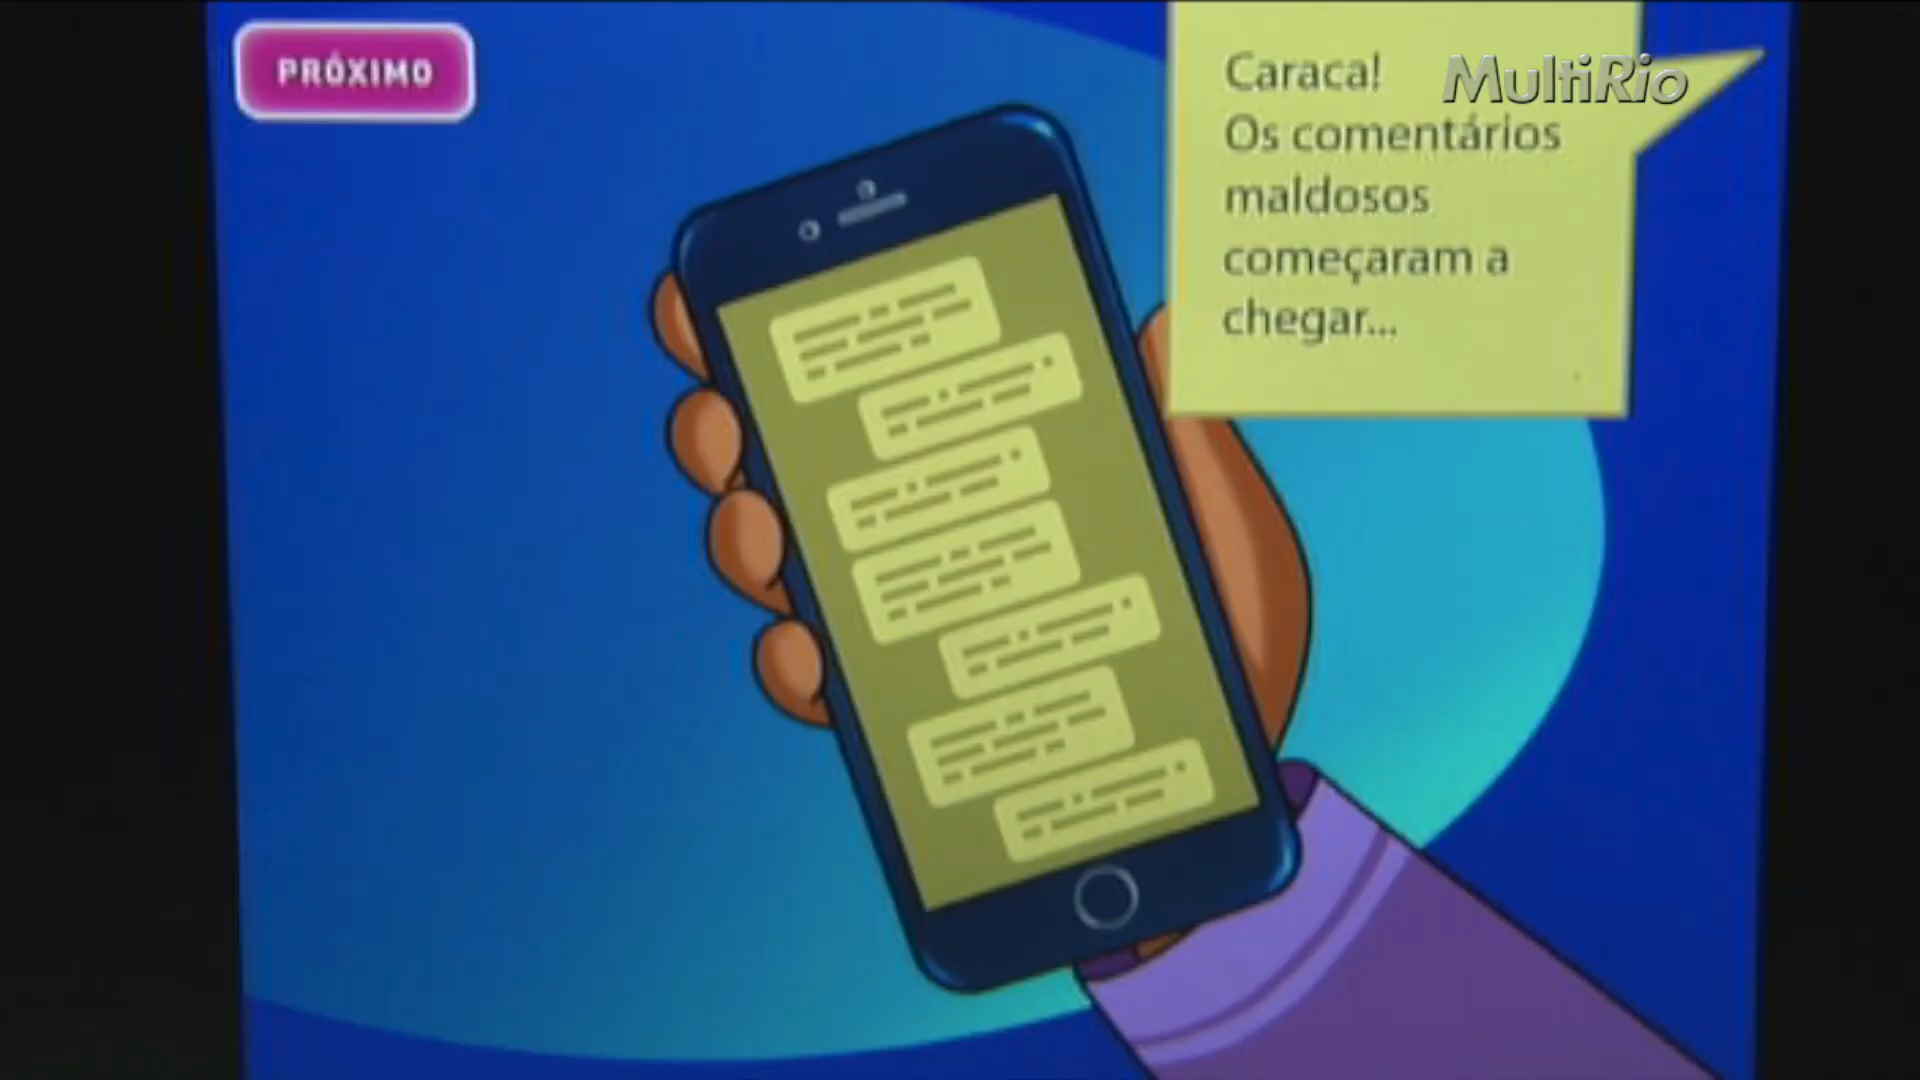 PRÓXIMO
Caraca!
MultiRio
Os comentários
maldosos
começaram a
chegar...